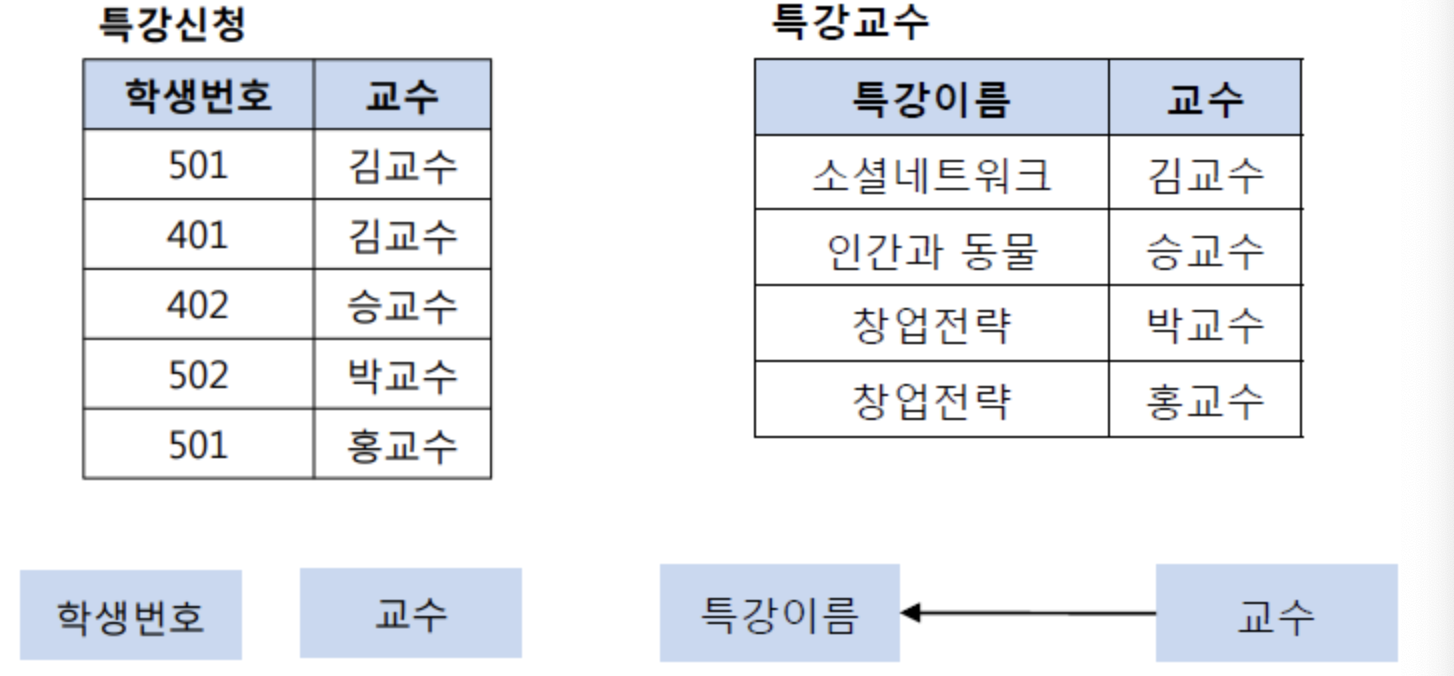 특강신청
학생번호 교수
501 김교수
401 김교수
402 승교수
502 박교수
501 홍교수
특강교수
특강이름 교수
소셜네트워크 김교수
인간과 동물 승교수
창업전략 박교수
창업전략 홍교수
학생번호 교수
특강이름 교수